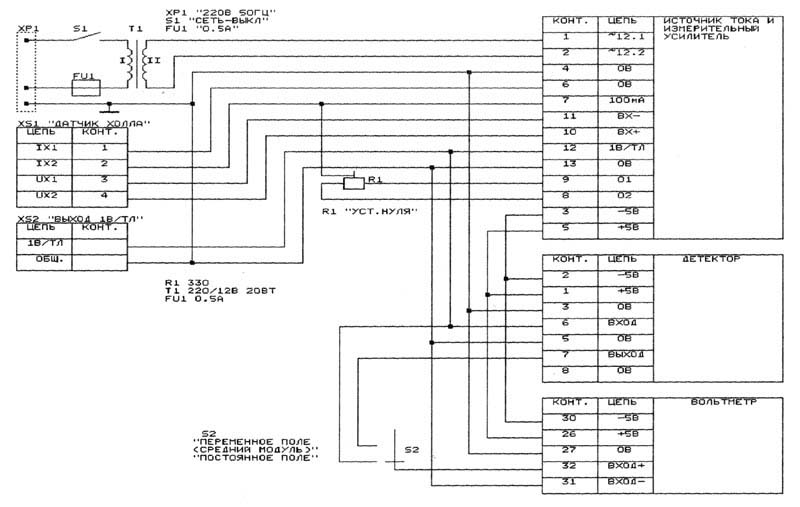 XP1 "220В 50ГЦ"
S1 "СЕТЬ-ВЫКЛ"
FU1 "0.5А"
XP1
S1
T1
I
II
FU1
XS1 "ДАТЧИК ХОЛЛА"
ЦЕПЬ КОНТ.
IX1 1
IX2 2
UX1 3
UX2 4
XS2 "ВЫХОД 1В/ТЛ"
ЦЕПЬ КОНТ.
1В/ТЛ
ОБЩ.
R1 330
T1 220/12В 20ВТ
FU1 0.5А
R1
R1 "УСТ.НУЛЯ"
S2
"ПЕРЕМЕННОЕ ПОЛЕ
(СРЕДНИЙ МОДУЛЬ)"
"ПОСТОЯННОЕ ПОЛЕ"
S2
КОНТ. ЦЕПЬ ИСТОЧНИК ТОКА И
ИЗМЕРИТЕЛЬНЫЙ
УСИЛИТЕЛЬ
1 ~12.1
2 ~12.2
4 0В
6 0В
7 100мА
11 ВХ-
10 ВХ+
12 1В/ТЛ
13 0В
9 01
8 02
3 -5В
5 +5В
КОНТ. ЦЕПЬ ДЕТЕКТОР
2 -5В
1 +5В
3 0В
6 ВХОД
5 0В
7 ВЫХОД
8 0В
КОНТ. ЦЕПЬ ВОЛЬТМЕТР
30 -5В
26 +5В
27 0В
32 ВХОД+
31 ВХОД-